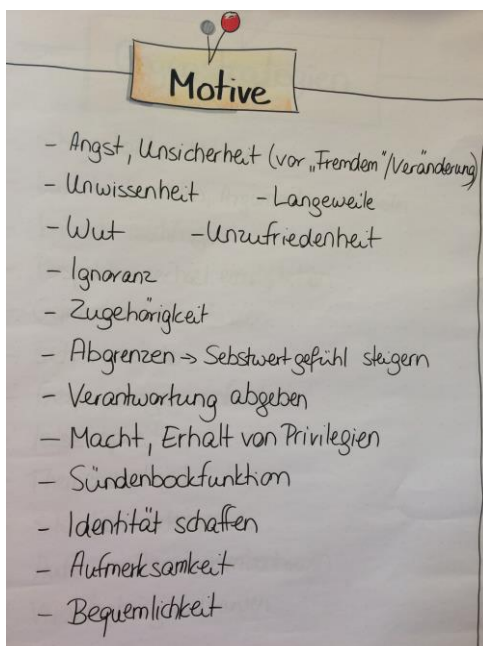 Motive
- Angst, Unsicherheit (vor „Fremdem"/Veränderung)
- Unwissenheit - Langeweile
- Wut - Unzufriedenheit
- Ignoranz
- Zugehörigkeit
- Abgrenzen → Sebstwertgefühl steigern
- Verantwortung abgeben
- Macht, Erhalt von Privilegien
- Sündenbockfunktion
- Identität schaffen
- Aufmerksamkeit
- Bequemlichkeit